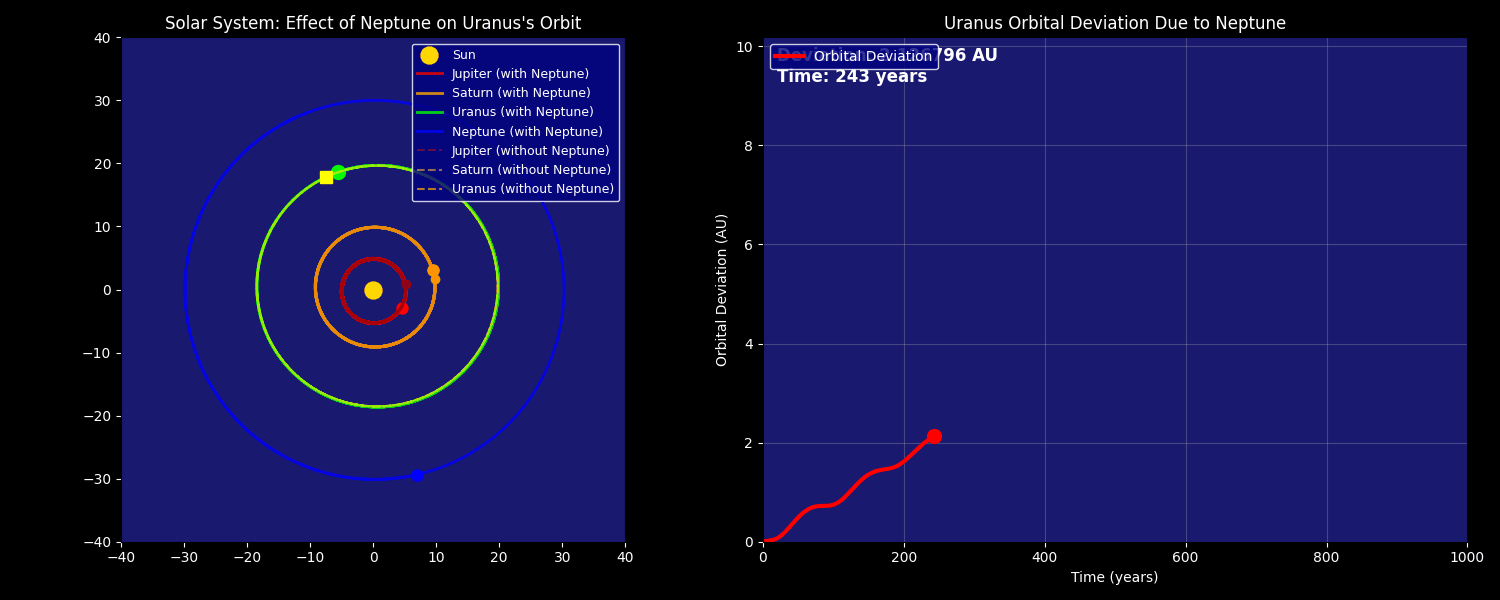 Solar System: Effect of Neptune on Uranus's Orbit
40
30
20
10
0
−10
−20
−30
−40
−40 −30 −20 −10 0 10 20 30 40
Sun
Jupiter (with Neptune)
Saturn (with Neptune)
Uranus (with Neptune)
Neptune (with Neptune)
Jupiter (without Neptune)
Saturn (without Neptune)
Uranus (without Neptune)
Uranus Orbital Deviation Due to Neptune
Orbital Deviation (AU)
10
8
6
4
2
0
0 200 400 600 800 1000
Time (years)
Orbital Deviation
796 AU
Time: 243 years